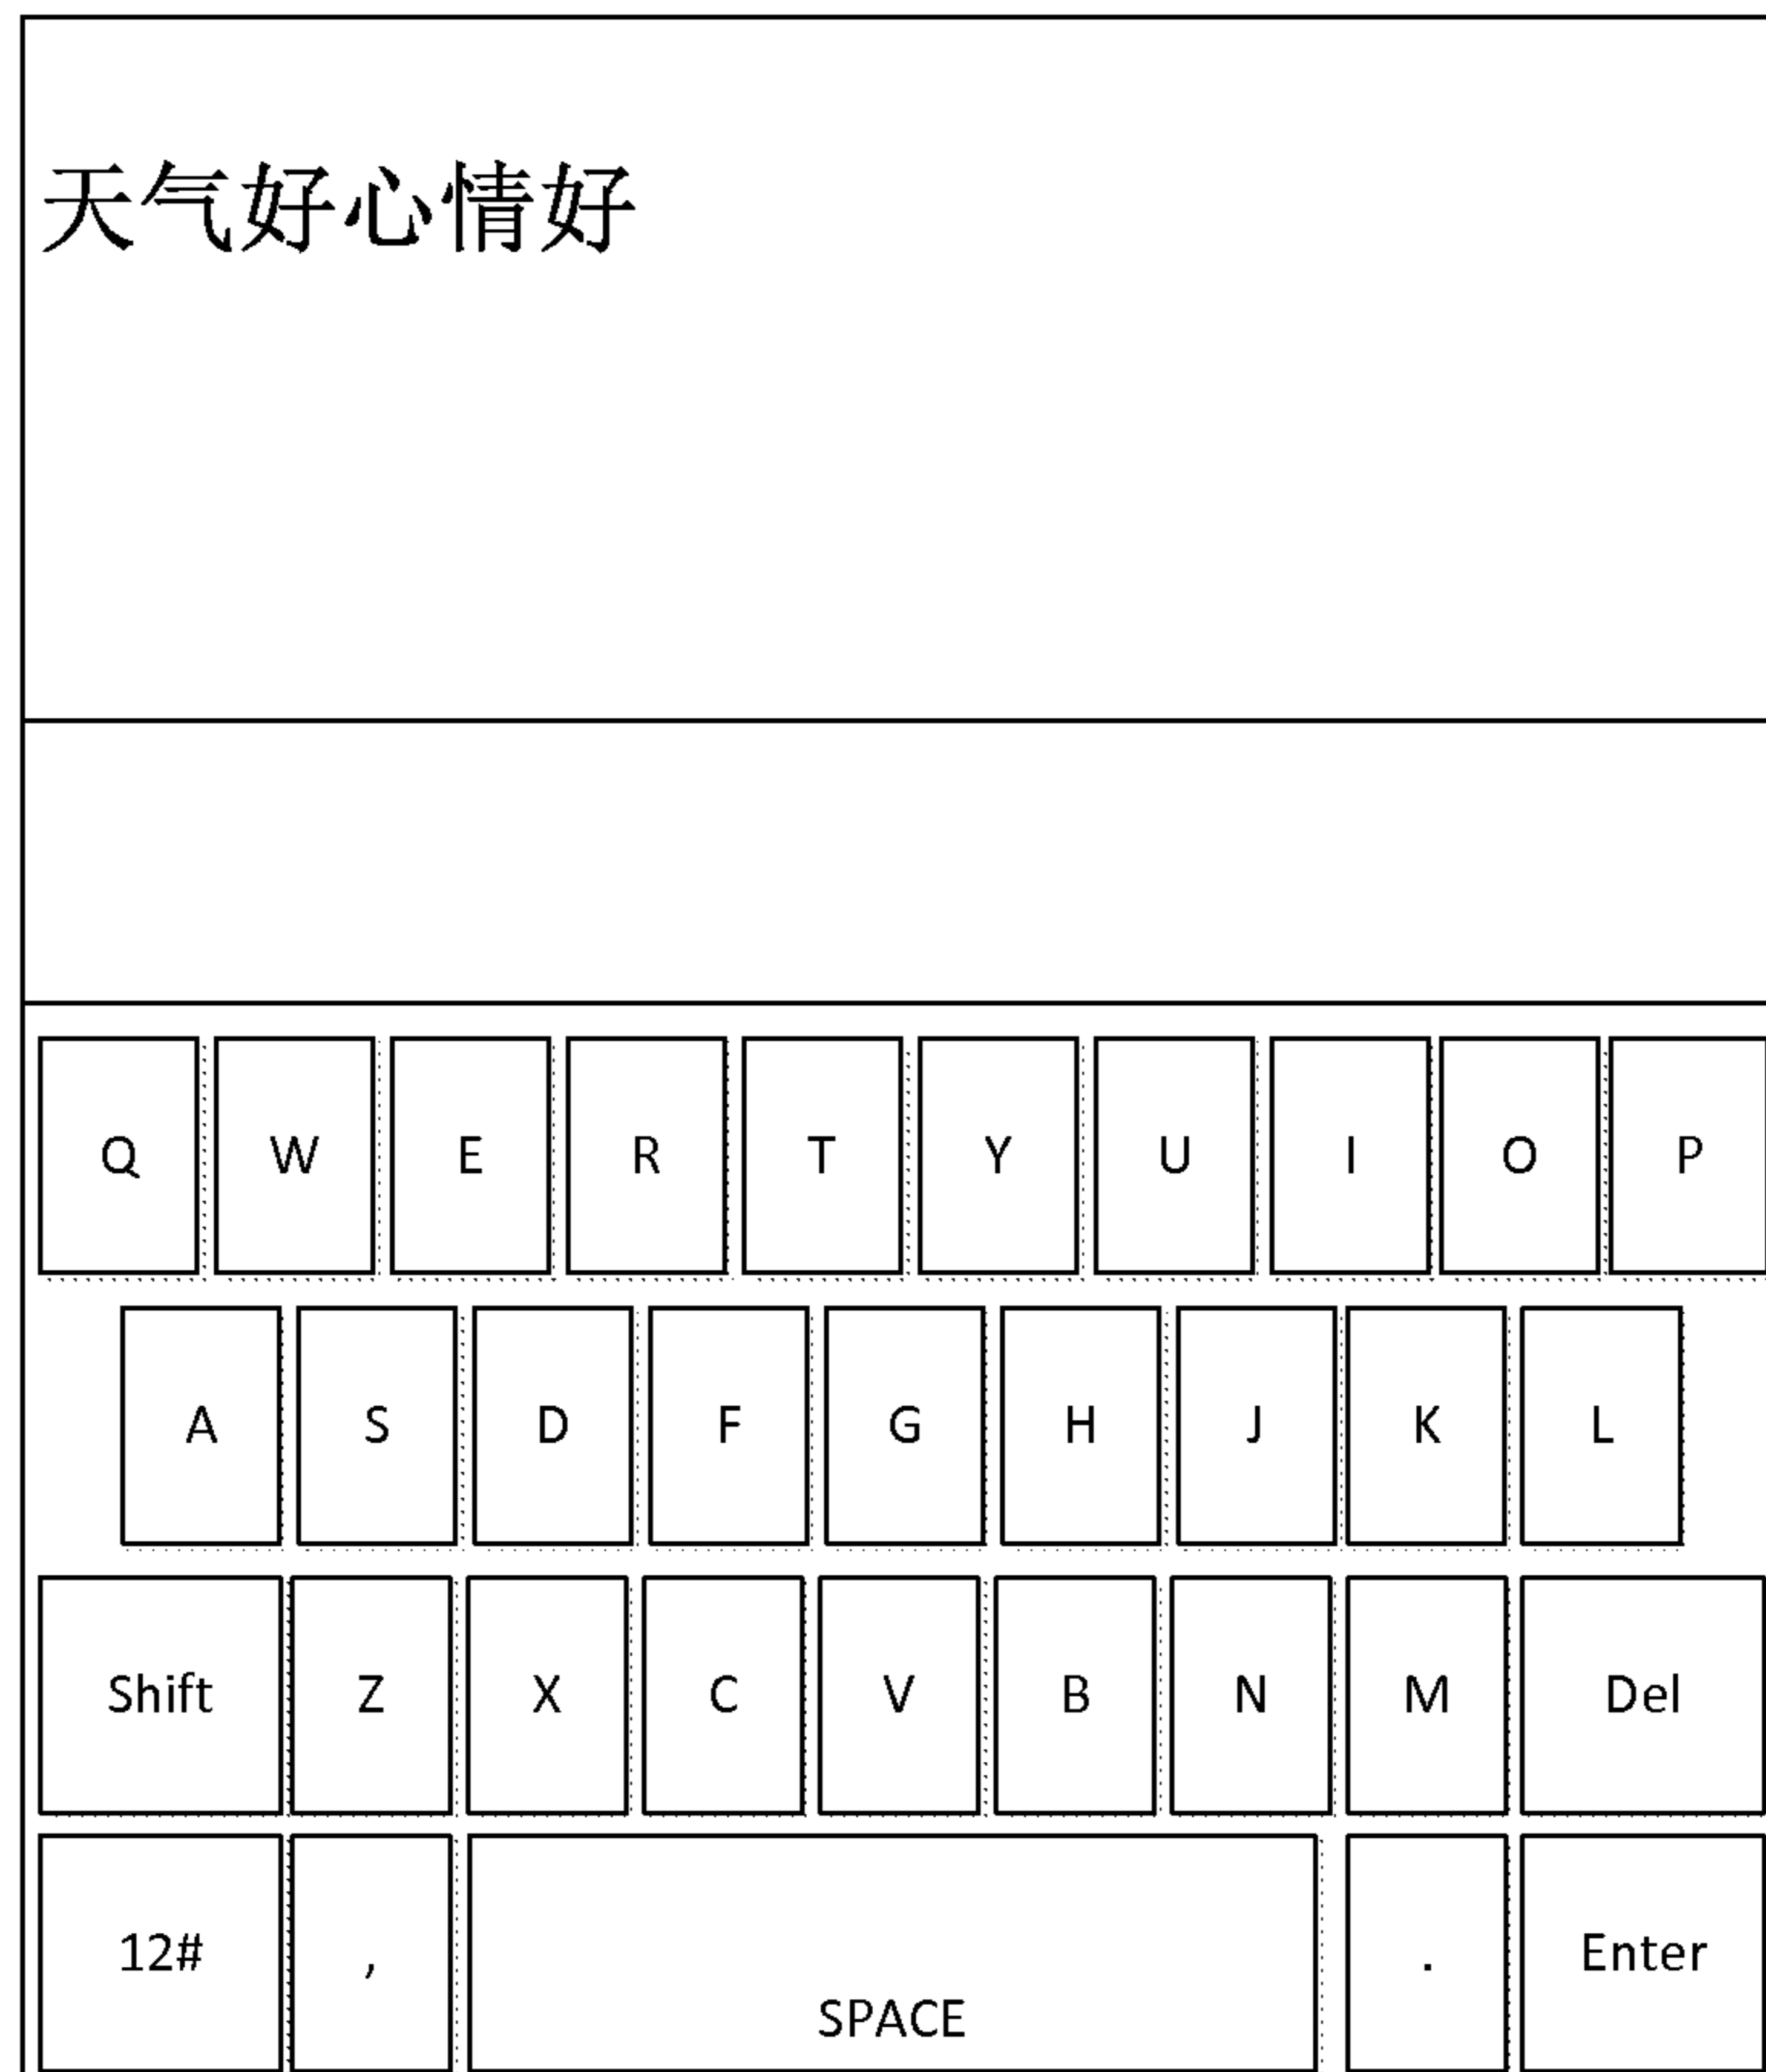 天气好心情好
Q W E R T Y U I O P
A S D F G H J K L
Shift Z X C V B N M Del
12# , SPACE . Enter